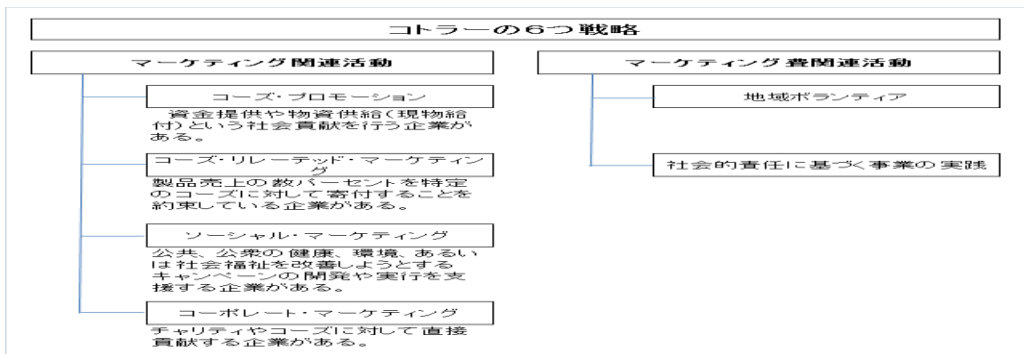 コトラーの6つ戦略
マーケティング関連活動
コーズ・プロモーション
資金提供や物資供給(現物給
付)という社会貢献を行う企業が
ある。
コーズ・リレーテッド・マーケティン
グ
製品売上の数パーセントを特定
のコーズに対して寄付することを
約束している企業がある。
ソーシャル・マーケティング
公共、公衆の健康、環境、あるい
は社会福祉を改善しようとする
キャンペーンの開発や実行を支
援する企業がある。
コーポレート・マーケティング
チャリティやコーズに対して直接
貢献する企業がある。
マーケティング費関連活動
地域ボランティア
社会的責任に基づく事業の実践